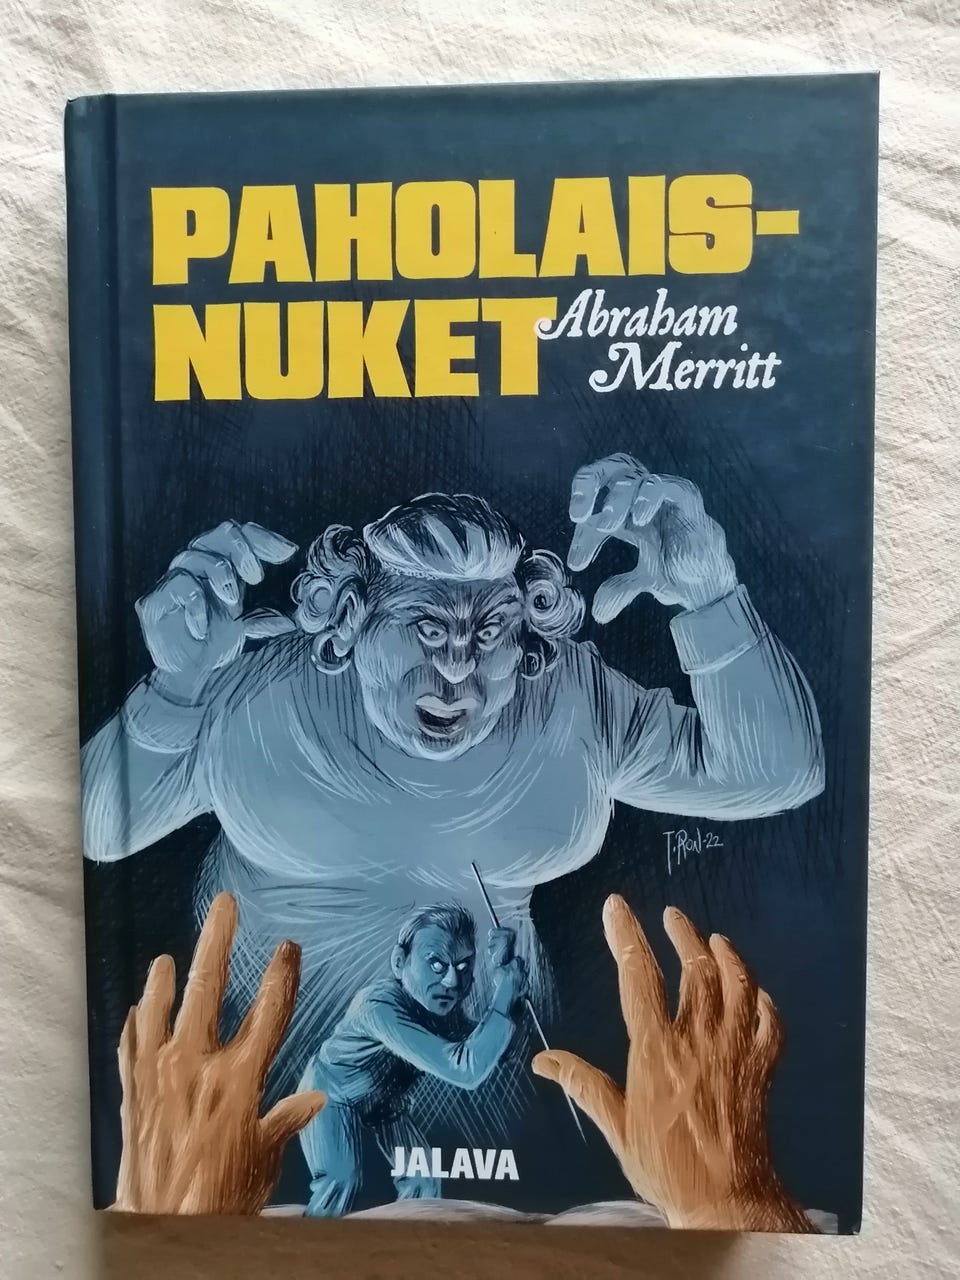 PAHOLAIS-
NUKET
Abraham
Merritt
T. RON-22
JALAVA